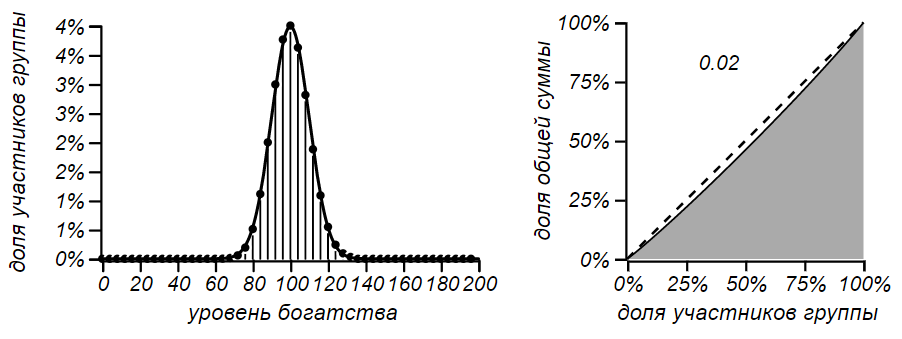 доля участников группы
4%
4%
3%
3%
2%
2%
1%
1%
0%
0 20 40 60 80 100 120 140 160 180 200
уровень богатства
доля общей суммы
100%
75%
50%
25%
0%
0.02
0% 25% 50% 75% 100%
доля участников группы